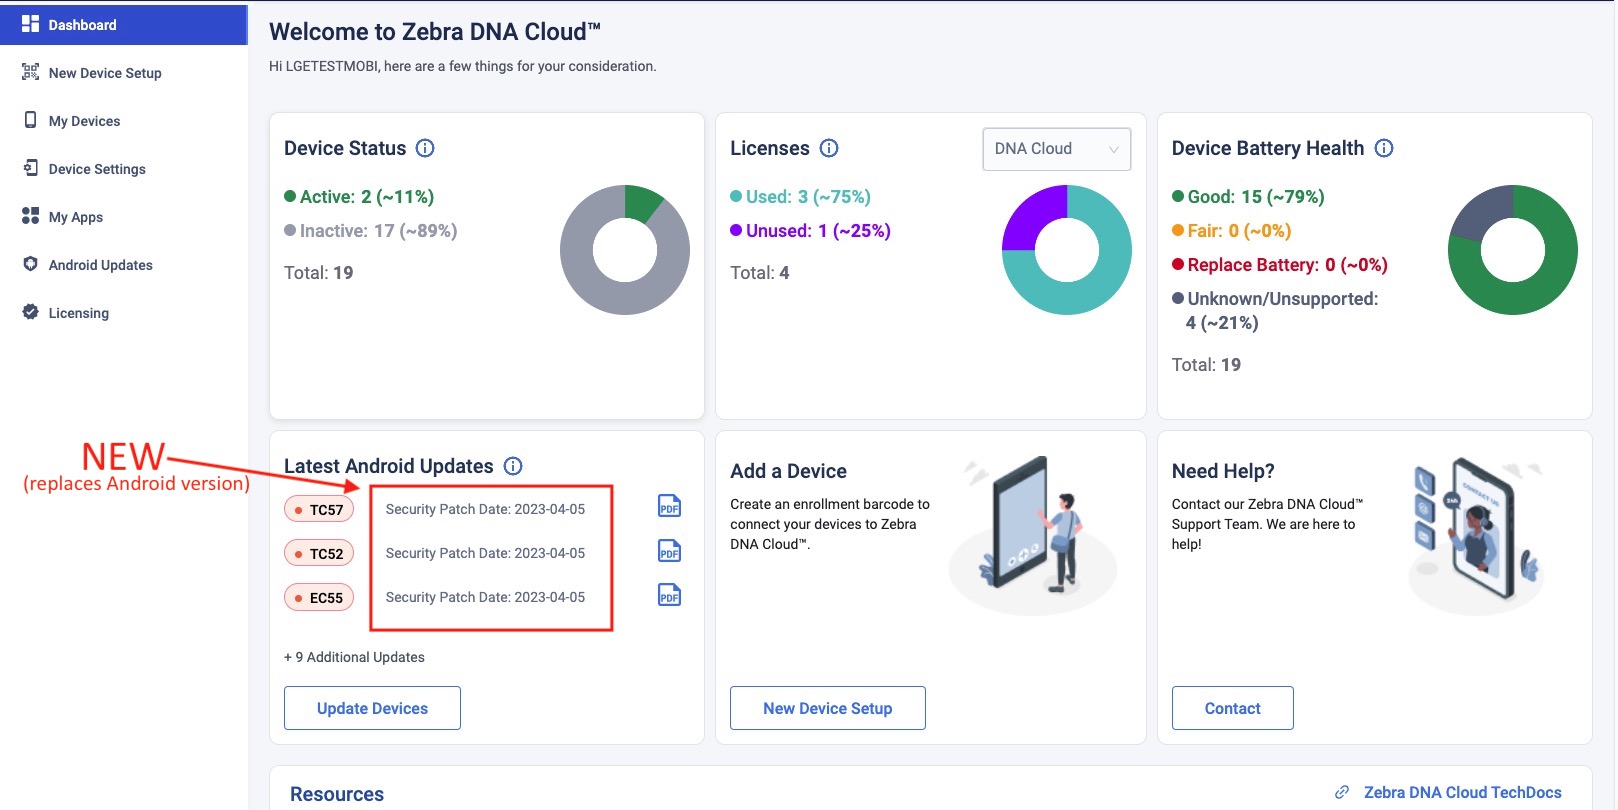 Dashboard
New Device Setup
My Devices
Device Settings
My Apps
Android Updates
Licensing
Welcome to Zebra DNA Cloud™
Hi LGETESTMOBI, here are a few things for your consideration.
Device Status
Active: 2 (~11%)
Inactive: 17 (~89%)
Total: 19
Licenses
DNA Cloud
Used: 3 (~75%)
Unused: 1 (~25%)
Total: 4
Device Battery Health
Good: 15 (~79%)
Fair: 0 (~0%)
Replace Battery: 0 (~0%)
Unknown/Unsupported:
4 (~21%)
Total: 19
NEW
(replaces Android version)
Latest Android Updates
TC57 Security Patch Date: 2023-04-05 PDF
TC52 Security Patch Date: 2023-04-05 PDF
EC55 Security Patch Date: 2023-04-05 PDF
+ 9 Additional Updates
Update Devices
Add a Device
Create an enrollment barcode to
connect your devices to Zebra
DNA Cloud™.
New Device Setup
Need Help?
Contact our Zebra DNA Cloud™
Support Team. We are here to
help!
CONTACT US
24h
Contact
Resources
Zebra DNA Cloud TechDocs